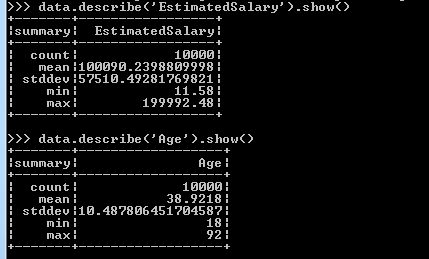 >>> data.describe('EstimatedSalary').show()
+-------+-----------------+
|summary|  EstimatedSalary|
+-------+-----------------+
|  count|            10000|
|   mean|100090.2398809998|
| stddev|57510.49281769821|
|    min|            11.58|
|    max|        199992.48|
+-------+-----------------+
>>> data.describe('Age').show()
+-------+------------------+
|summary|               Age|
+-------+------------------+
|  count|             10000|
|   mean|           38.9218|
| stddev|10.487806451704587|
|    min|                18|
|    max|                92|
+-------+------------------+